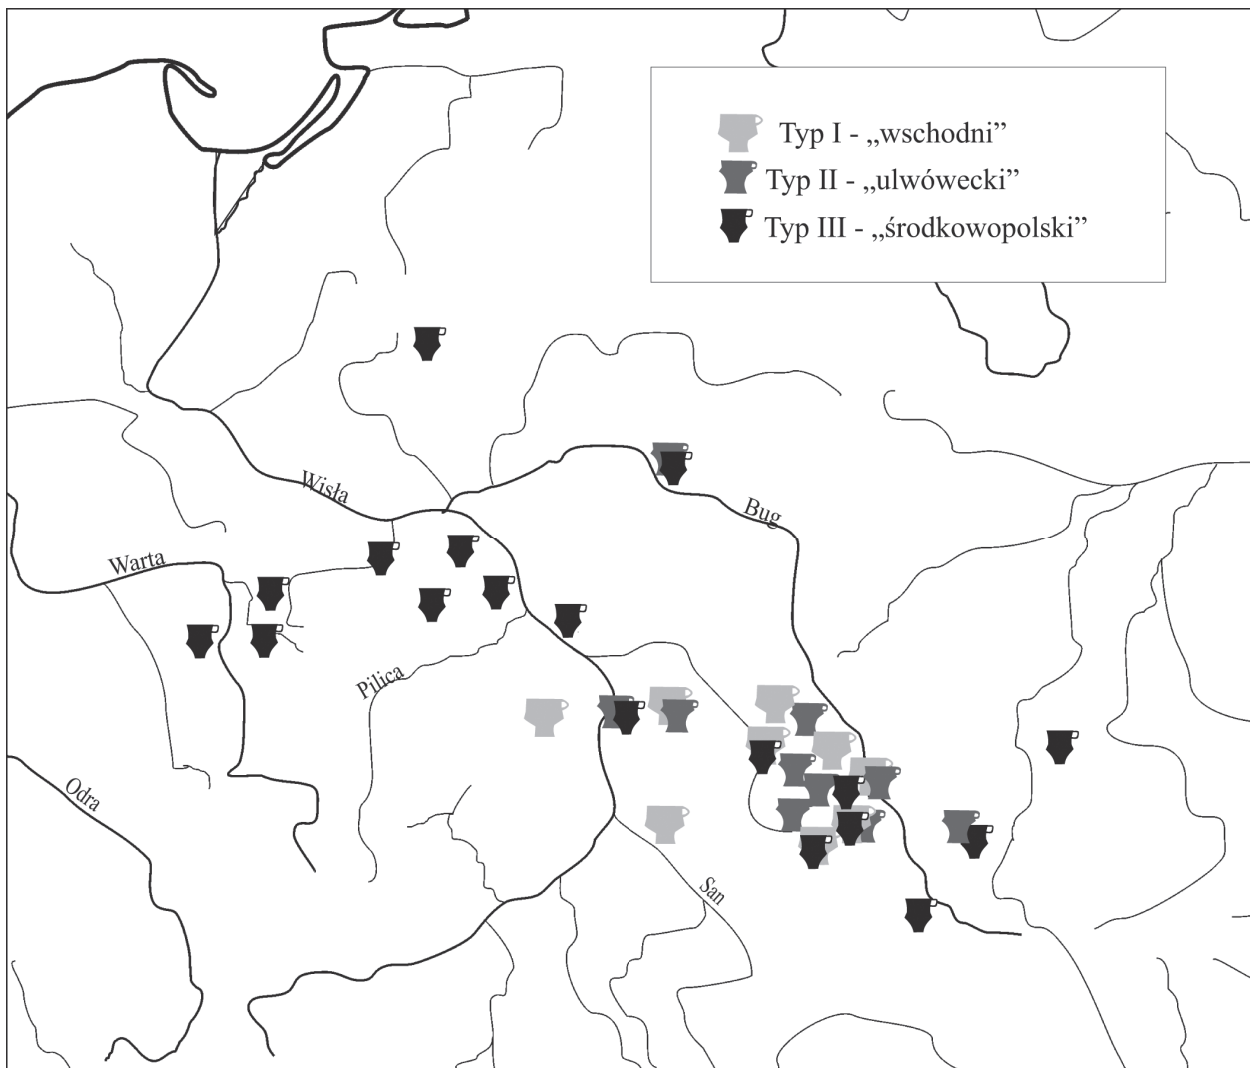 Typ I - „wschodni”
Typ II - „ulwówecki”
Typ III - „środkowopolski”
Wisła
Bug
Warta
Pilica
Odra
San